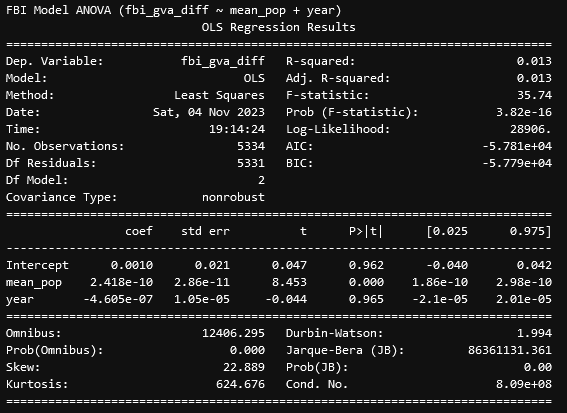 FBI Model ANOVA (fbi_gva_diff ~ mean_pop + year)
OLS Regression Results
==============================================================================
Dep. Variable:           fbi_gva_diff   R-squared:                       0.013
Model:                            OLS   Adj. R-squared:                  0.013
Method:                 Least Squares   F-statistic:                     35.74
Date:                Sat, 04 Nov 2023   Prob (F-statistic):           3.82e-16
Time:                        19:14:24   Log-Likelihood:                 28906.
No. Observations:                5334   AIC:                        -5.781e+04
Df Residuals:                    5331   BIC:                        -5.779e+04
Df Model:                           2
Covariance Type:            nonrobust
==============================================================================
                 coef    std err          t      P>|t|      [0.025      0.975]
------------------------------------------------------------------------------
Intercept      0.0010      0.021      0.047      0.962      -0.040       0.042
mean_pop    2.418e-10   2.86e-11      8.453      0.000    1.86e-10    2.98e-10
year       -4.605e-07   1.05e-05     -0.044      0.965    -2.1e-05    2.01e-05
==============================================================================
Omnibus:                    12406.295   Durbin-Watson:                   1.994
Prob(Omnibus):                  0.000   Jarque-Bera (JB):         86361131.361
Skew:                          22.889   Prob(JB):                         0.00
Kurtosis:                     624.676   Cond. No.                     8.09e+08
==============================================================================